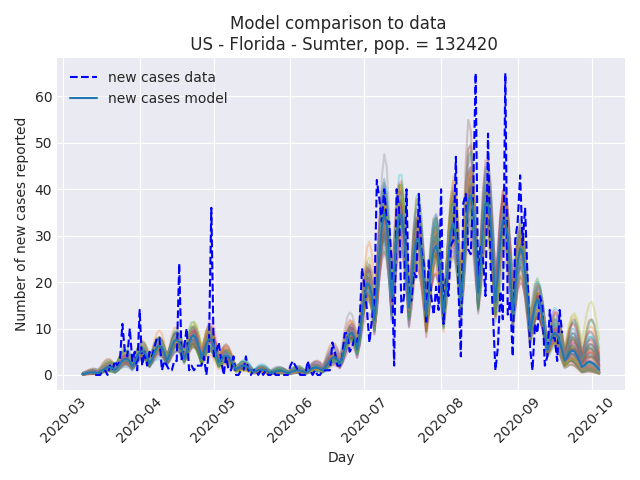 Model comparison to data
US - Florida - Sumter, pop. = 132420
new cases data
new cases model
Number of new cases reported
60
50
40
30
20
10
0
2020-03
2020-04
2020-05
2020-06
2020-07
2020-08
2020-09
2020-10
Day